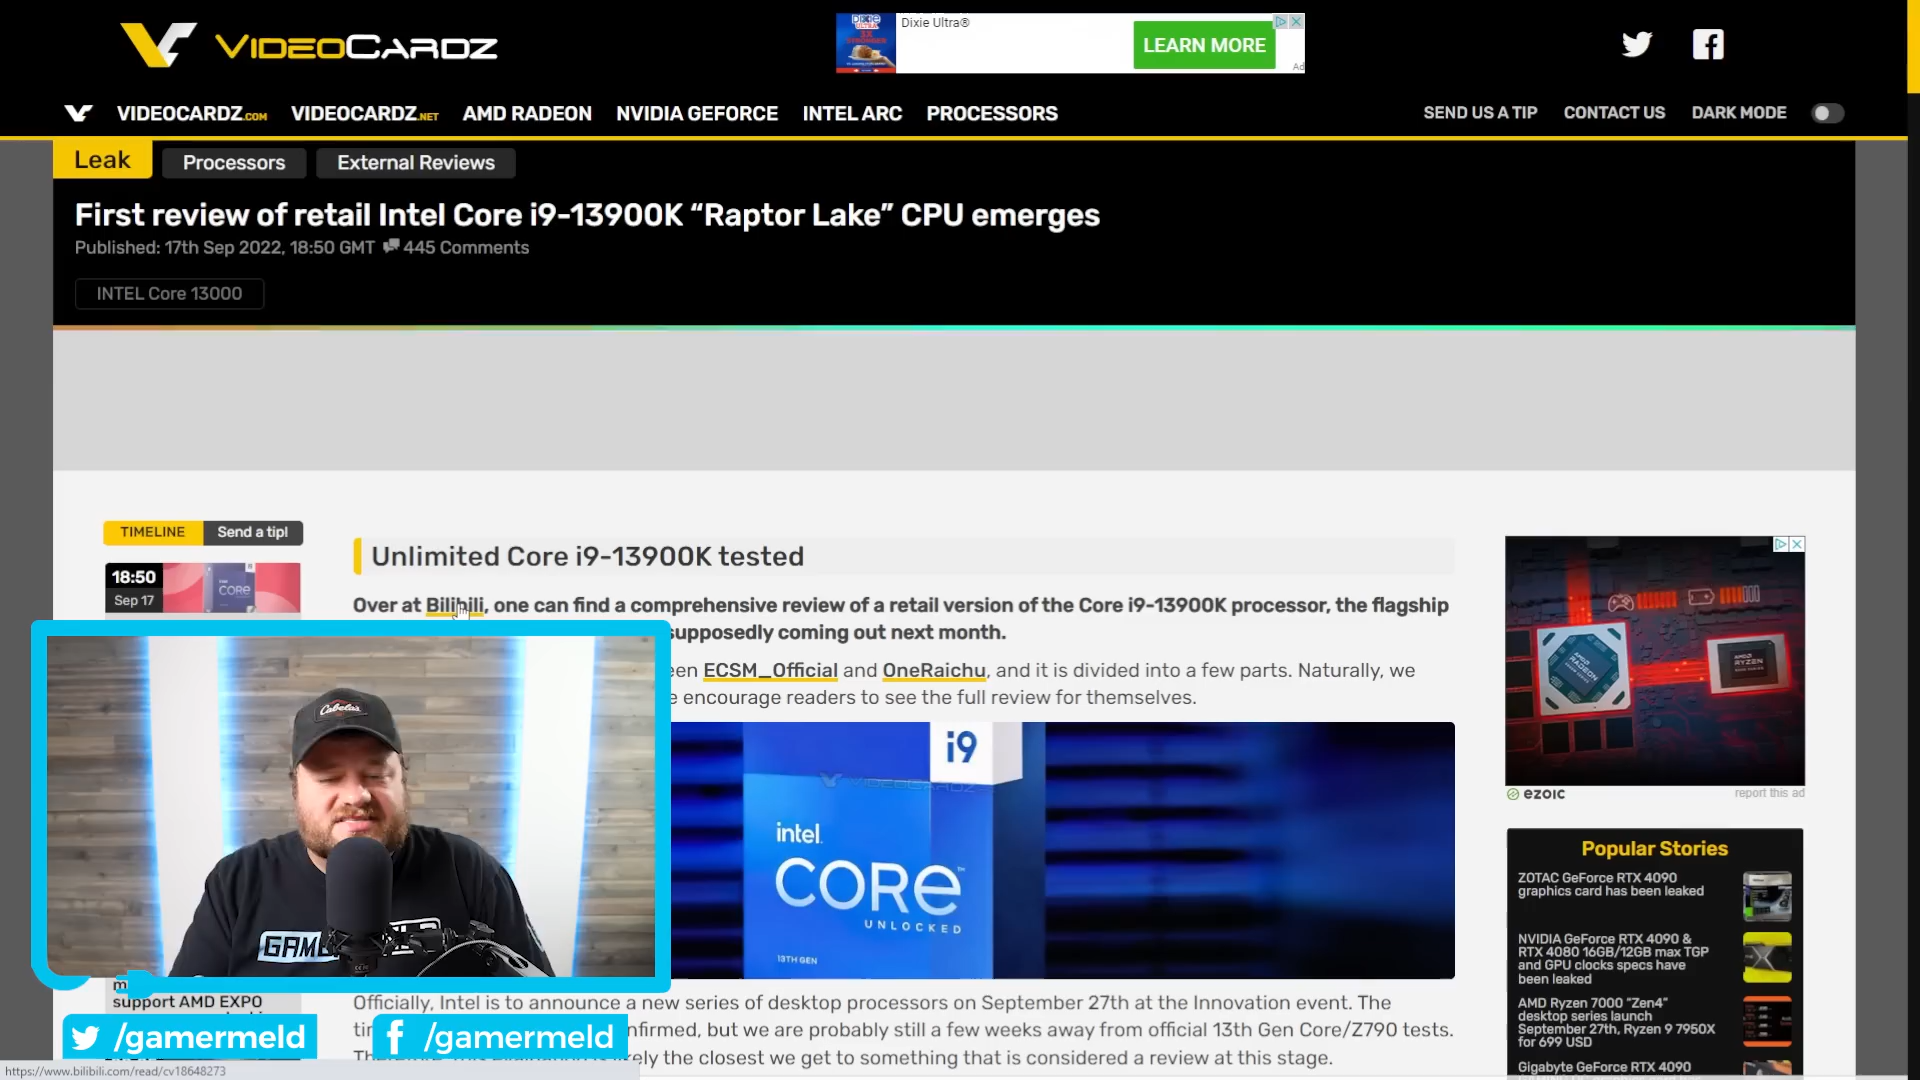 VIDEOCARDZ
Dixie Ultra®
LEARN MORE
Ad
VIDEOCARDZ.COM VIDEOCARDZ.NET AMD RADEON NVIDIA GEFORCE INTEL ARC PROCESSORS
SEND US A TIP CONTACT US DARK MODE
Leak Processors External Reviews
First review of retail Intel Core i9-13900K “Raptor Lake” CPU emerges
Published: 17th Sep 2022, 18:50 GMT 445 Comments
INTEL Core 13000
TIMELINE Send a tip!
18:50
Sep 17
intel
CORE
Unlimited Core i9-13900K tested
Over at Bilibili, one can find a comprehensive review of a retail version of the Core i9-13900K processor, the flagship
supposedly coming out next month.
ECSM_Official and OneRaichu, and it is divided into a few parts. Naturally, we
encourage readers to see the full review for themselves.
i9
VIDEOCARDZ
intel.
CORE™
UNLOCKED
13TH GEN
Officially, Intel is to announce a new series of desktop processors on September 27th at the Innovation event. The
but we are probably still a few weeks away from official 13th Gen Core/Z790 tests.
the closest we get to something that is considered a review at this stage.
Cabela's
support AMD EXPO
/gamermeld
/gamermeld
https://www.bilibili.com/read/cv18648273
AMD
RADEON
AMD
RYZEN
ezoic
report this ad
Popular Stories
ZOTAC GeForce RTX 4090
graphics card has been leaked
NVIDIA GeForce RTX 4090 &
RTX 4080 16GB/12GB max TGP
and GPU clocks specs have
been leaked
AMD Ryzen 7000 “Zen4”
desktop series launch
September 27th, Ryzen 9 7950X
for 699 USD
Gigabyte GeForce RTX 4090